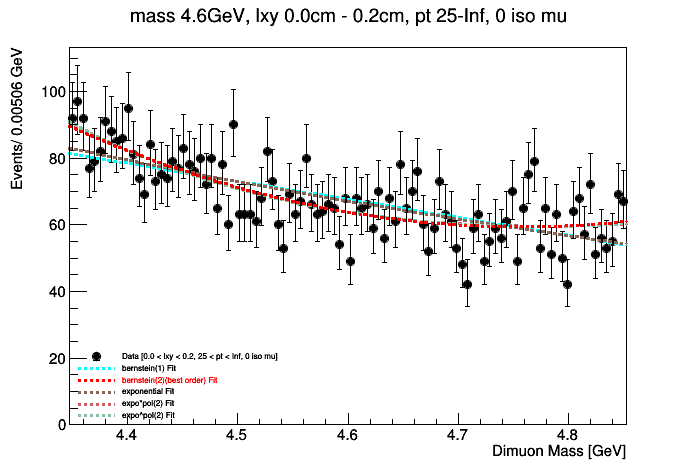 mass 4.6GeV, lxy 0.0cm - 0.2cm, pt 25-Inf, 0 iso mu
Events/ 0.00506 GeV
100
80
60
40
20
0
Data [0.0 < lxy < 0.2, 25 < pt < Inf, 0 iso mu]
bernstein(1) Fit
bernstein(2)(best order) Fit
exponential Fit
expo*pol(2) Fit
expo^pol(2) Fit
4.4 4.5 4.6 4.7 4.8
Dimuon Mass [GeV]